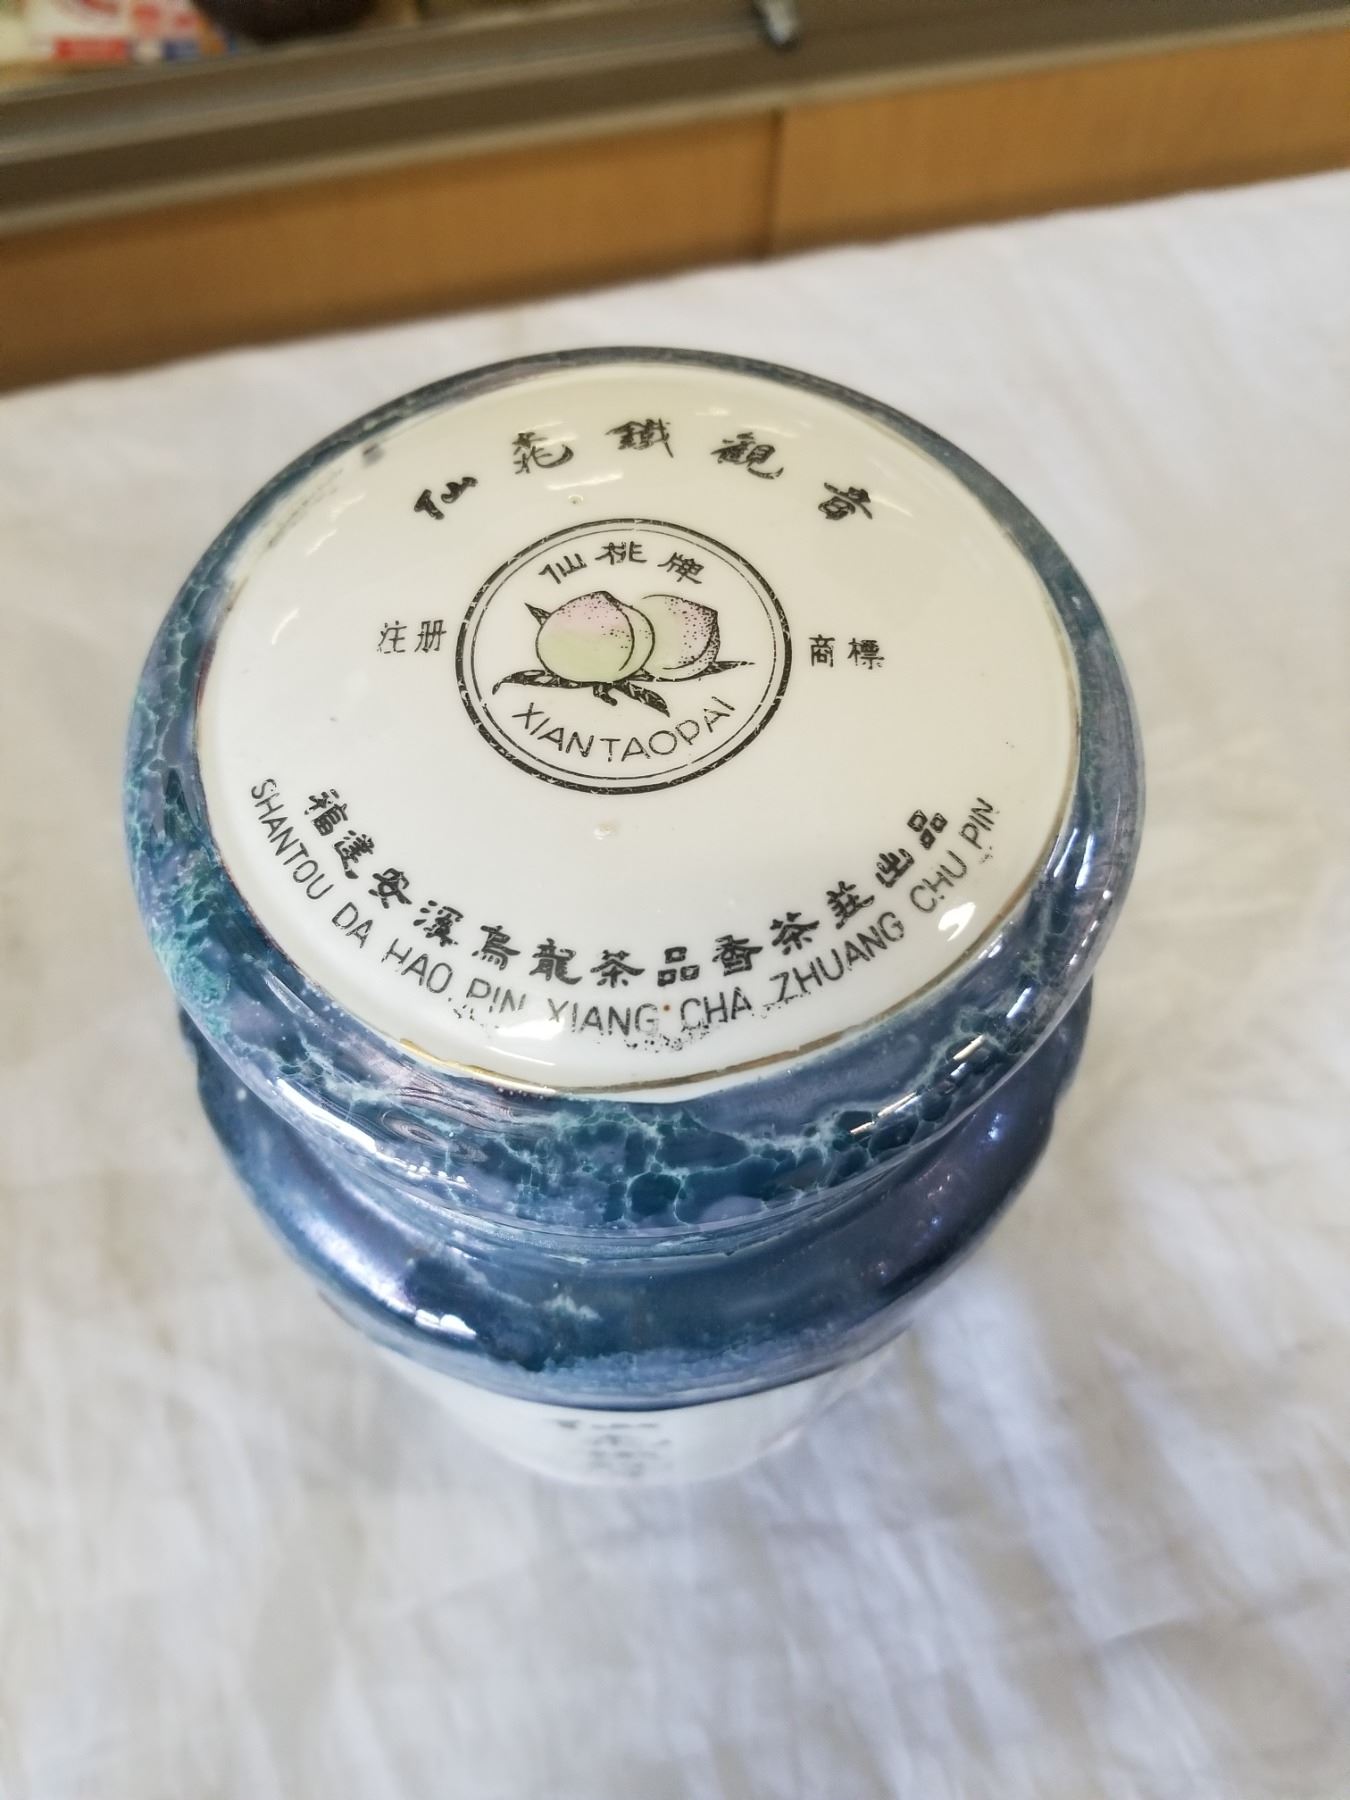 仙花鐵觀音
仙桃牌
注册
商標
XIANTAOPAI
福建安溪烏龍茶品香茶莊出品
SHANTOU DA HAO PIN XIANG CHA ZHUANG CHU PIN